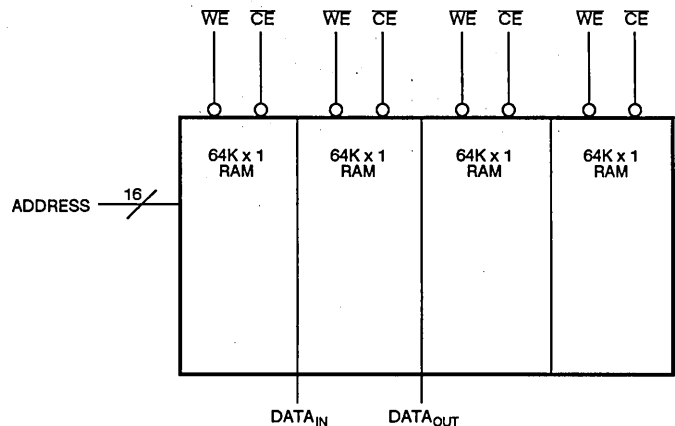 WE CE WE CE WE CE WE CE
64K x 1 64K x 1 64K x 1 64K x 1
RAM RAM RAM RAM
16
ADDRESS
DATAIN DATAOUT